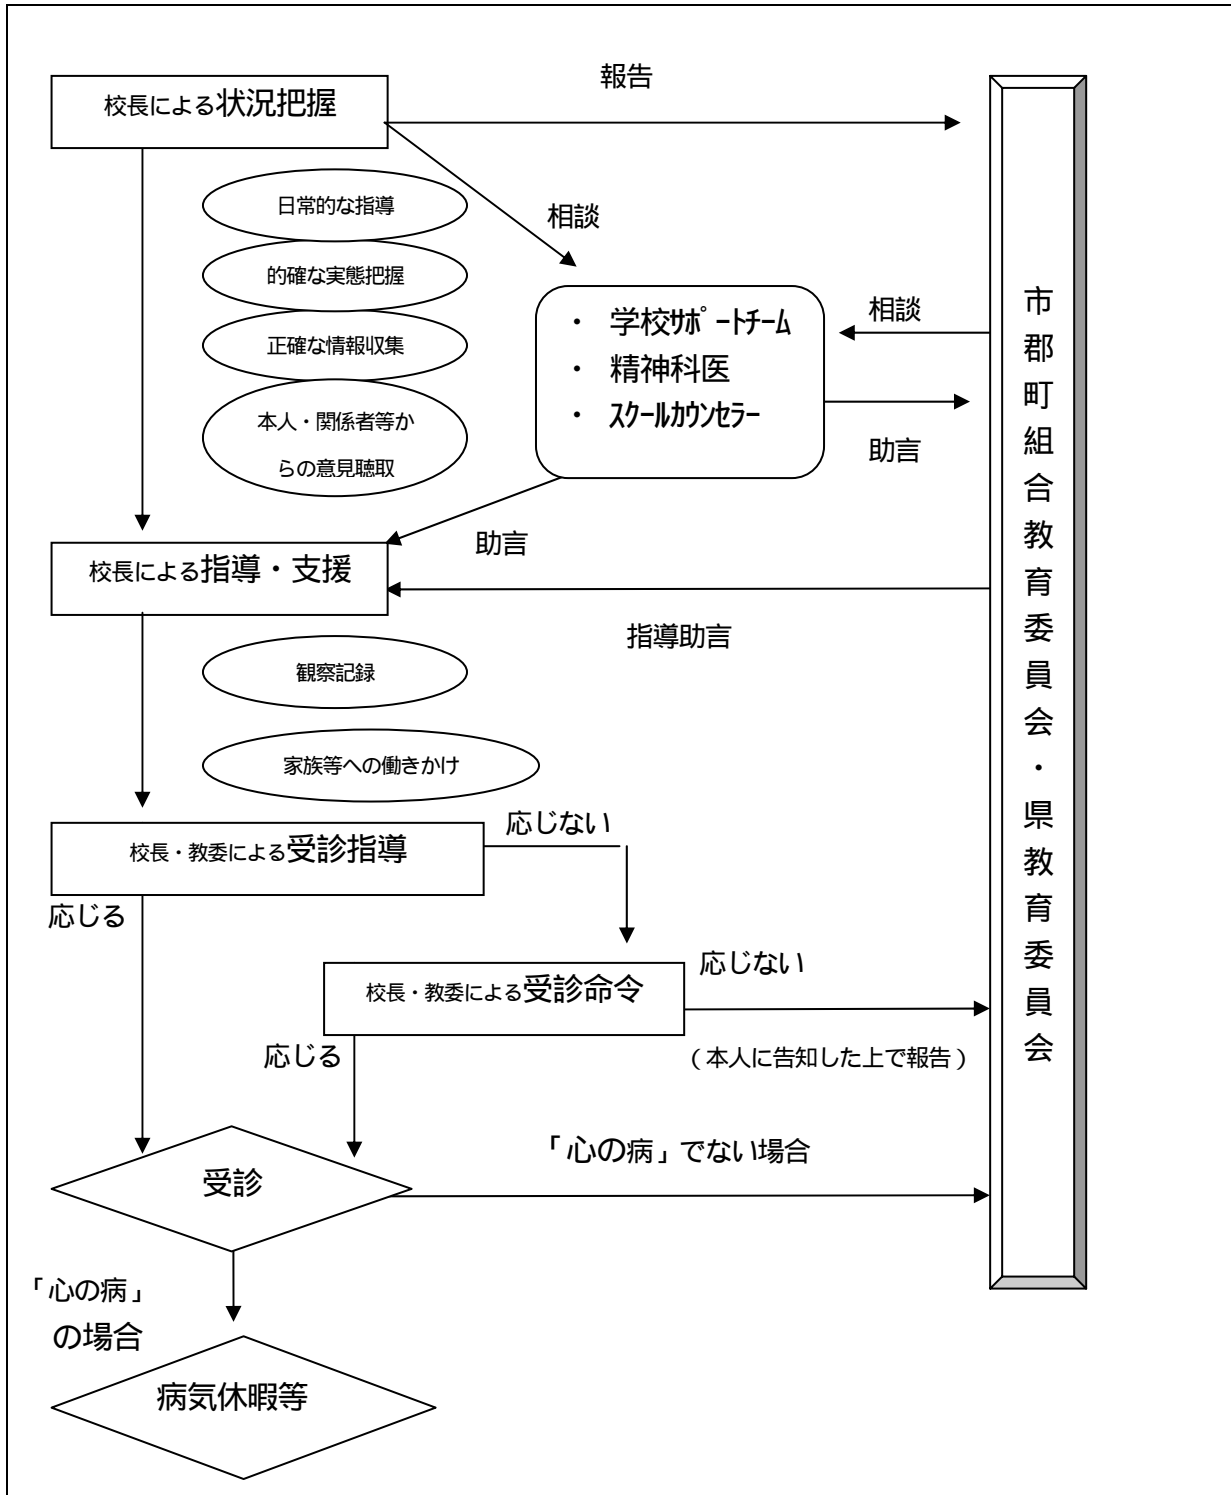 報告
校長による状況把握
日常的な指導
相談
的確な実態把握
正確な情報収集
相談
・ 学校ｻﾎﾟｰﾄﾁｰﾑ
・ 精神科医
・ ｽｸｰﾙｶｳﾝｾﾗｰ
本人・関係者等か
らの意見聴取
助言
助言
校長による指導・支援
指導助言
観察記録
家族等への働きかけ
応じない
校長・教委による受診指導
応じる
応じない
校長・教委による受診命令
応じる
（本人に告知した上で報告）
「心の病」でない場合
受診
「心の病」
の場合
病気休暇等
市郡町組合教育委員会・県教育委員会